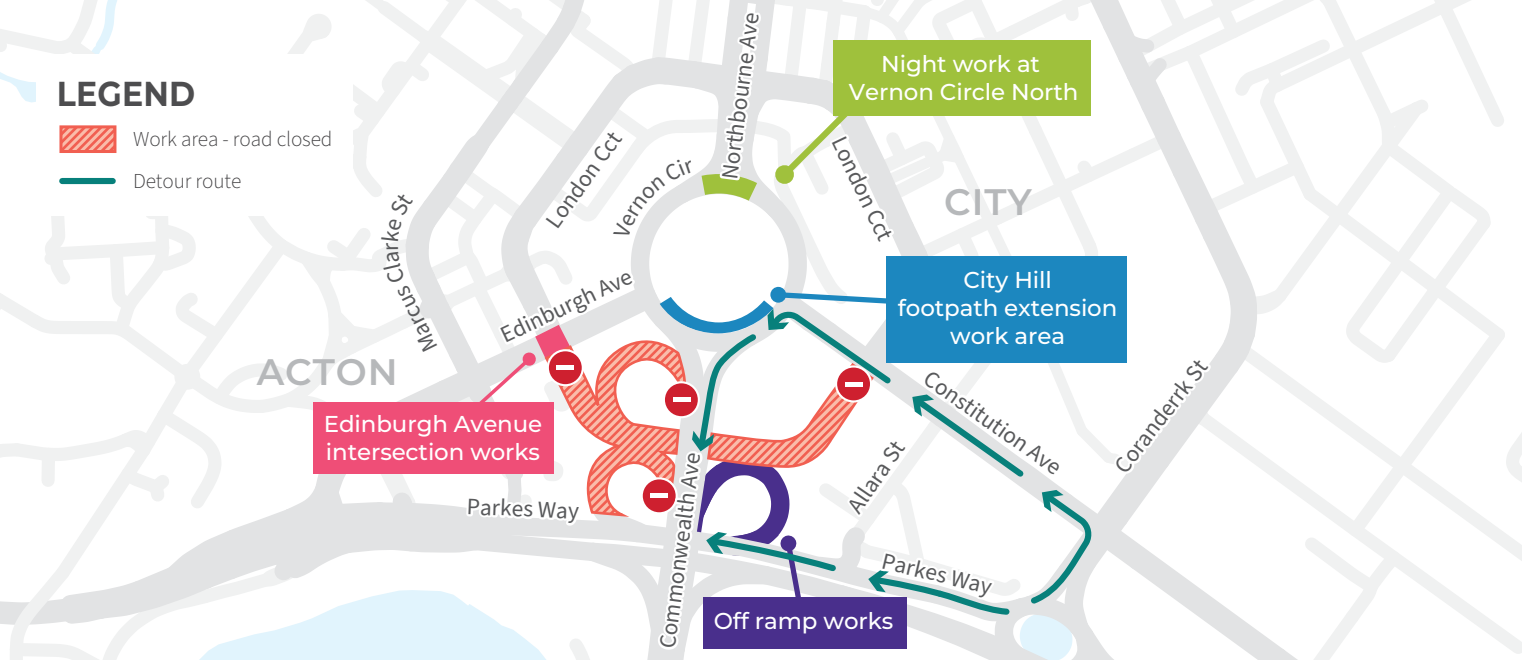 LEGEND
Work area - road closed
Detour route
Night work at
Vernon Circle North
Northbourne Ave
London Cct
Vernon Cir
London Cct
CITY
Marcus Clarke St
City Hill
footpath extension
work area
Edinburgh Ave
ACTON
Edinburgh Avenue
intersection works
Constitution Ave
Coranderrk St
Allara St
Parkes Way
Commonwealth Ave
Parkes Way
Off ramp works